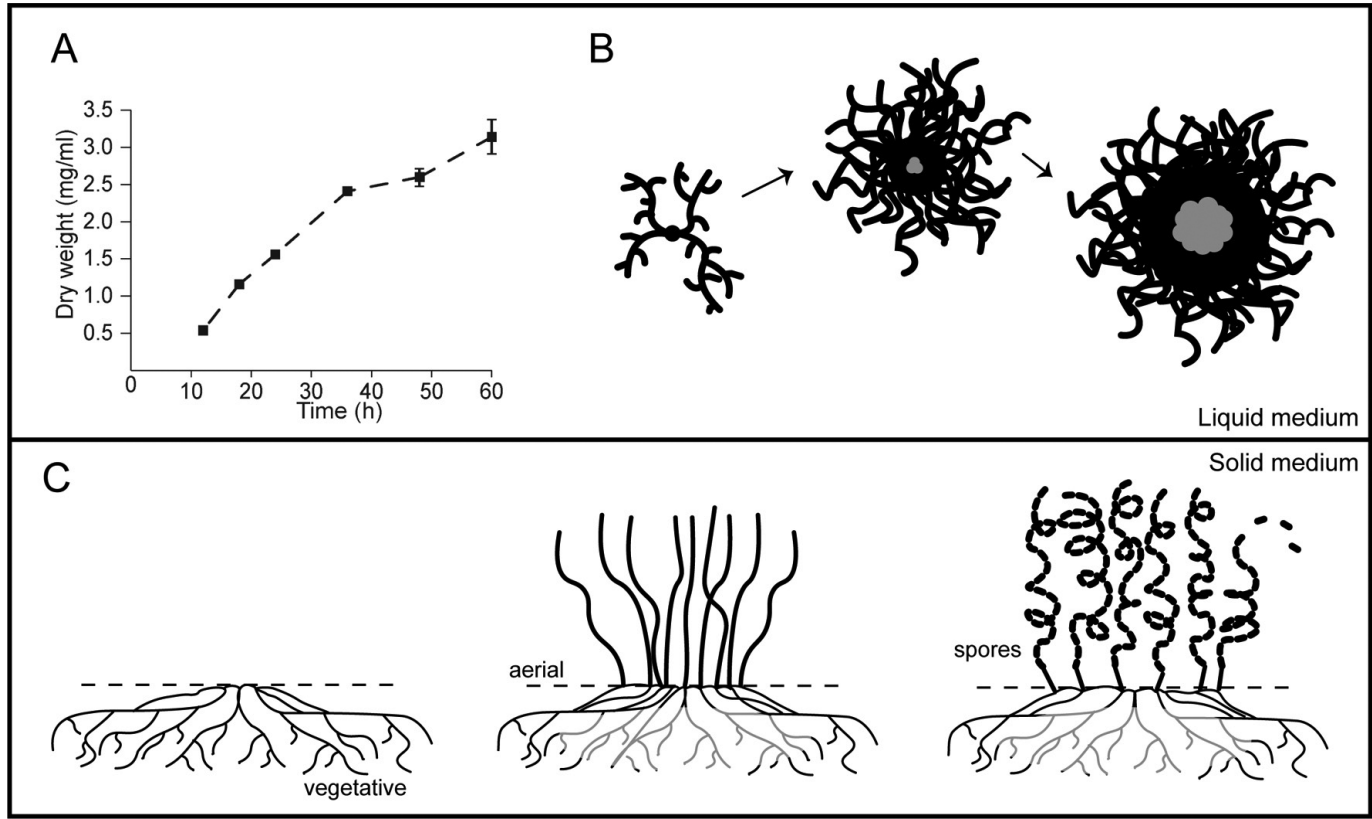 A
B
Dry weight (mg/ml)
3.5
3.0
2.5
2.0
1.5
1.0
0.5
0 10 20 30 40 50 60
Time (h)
Liquid medium
Solid medium
C
vegetative
aerial
spores